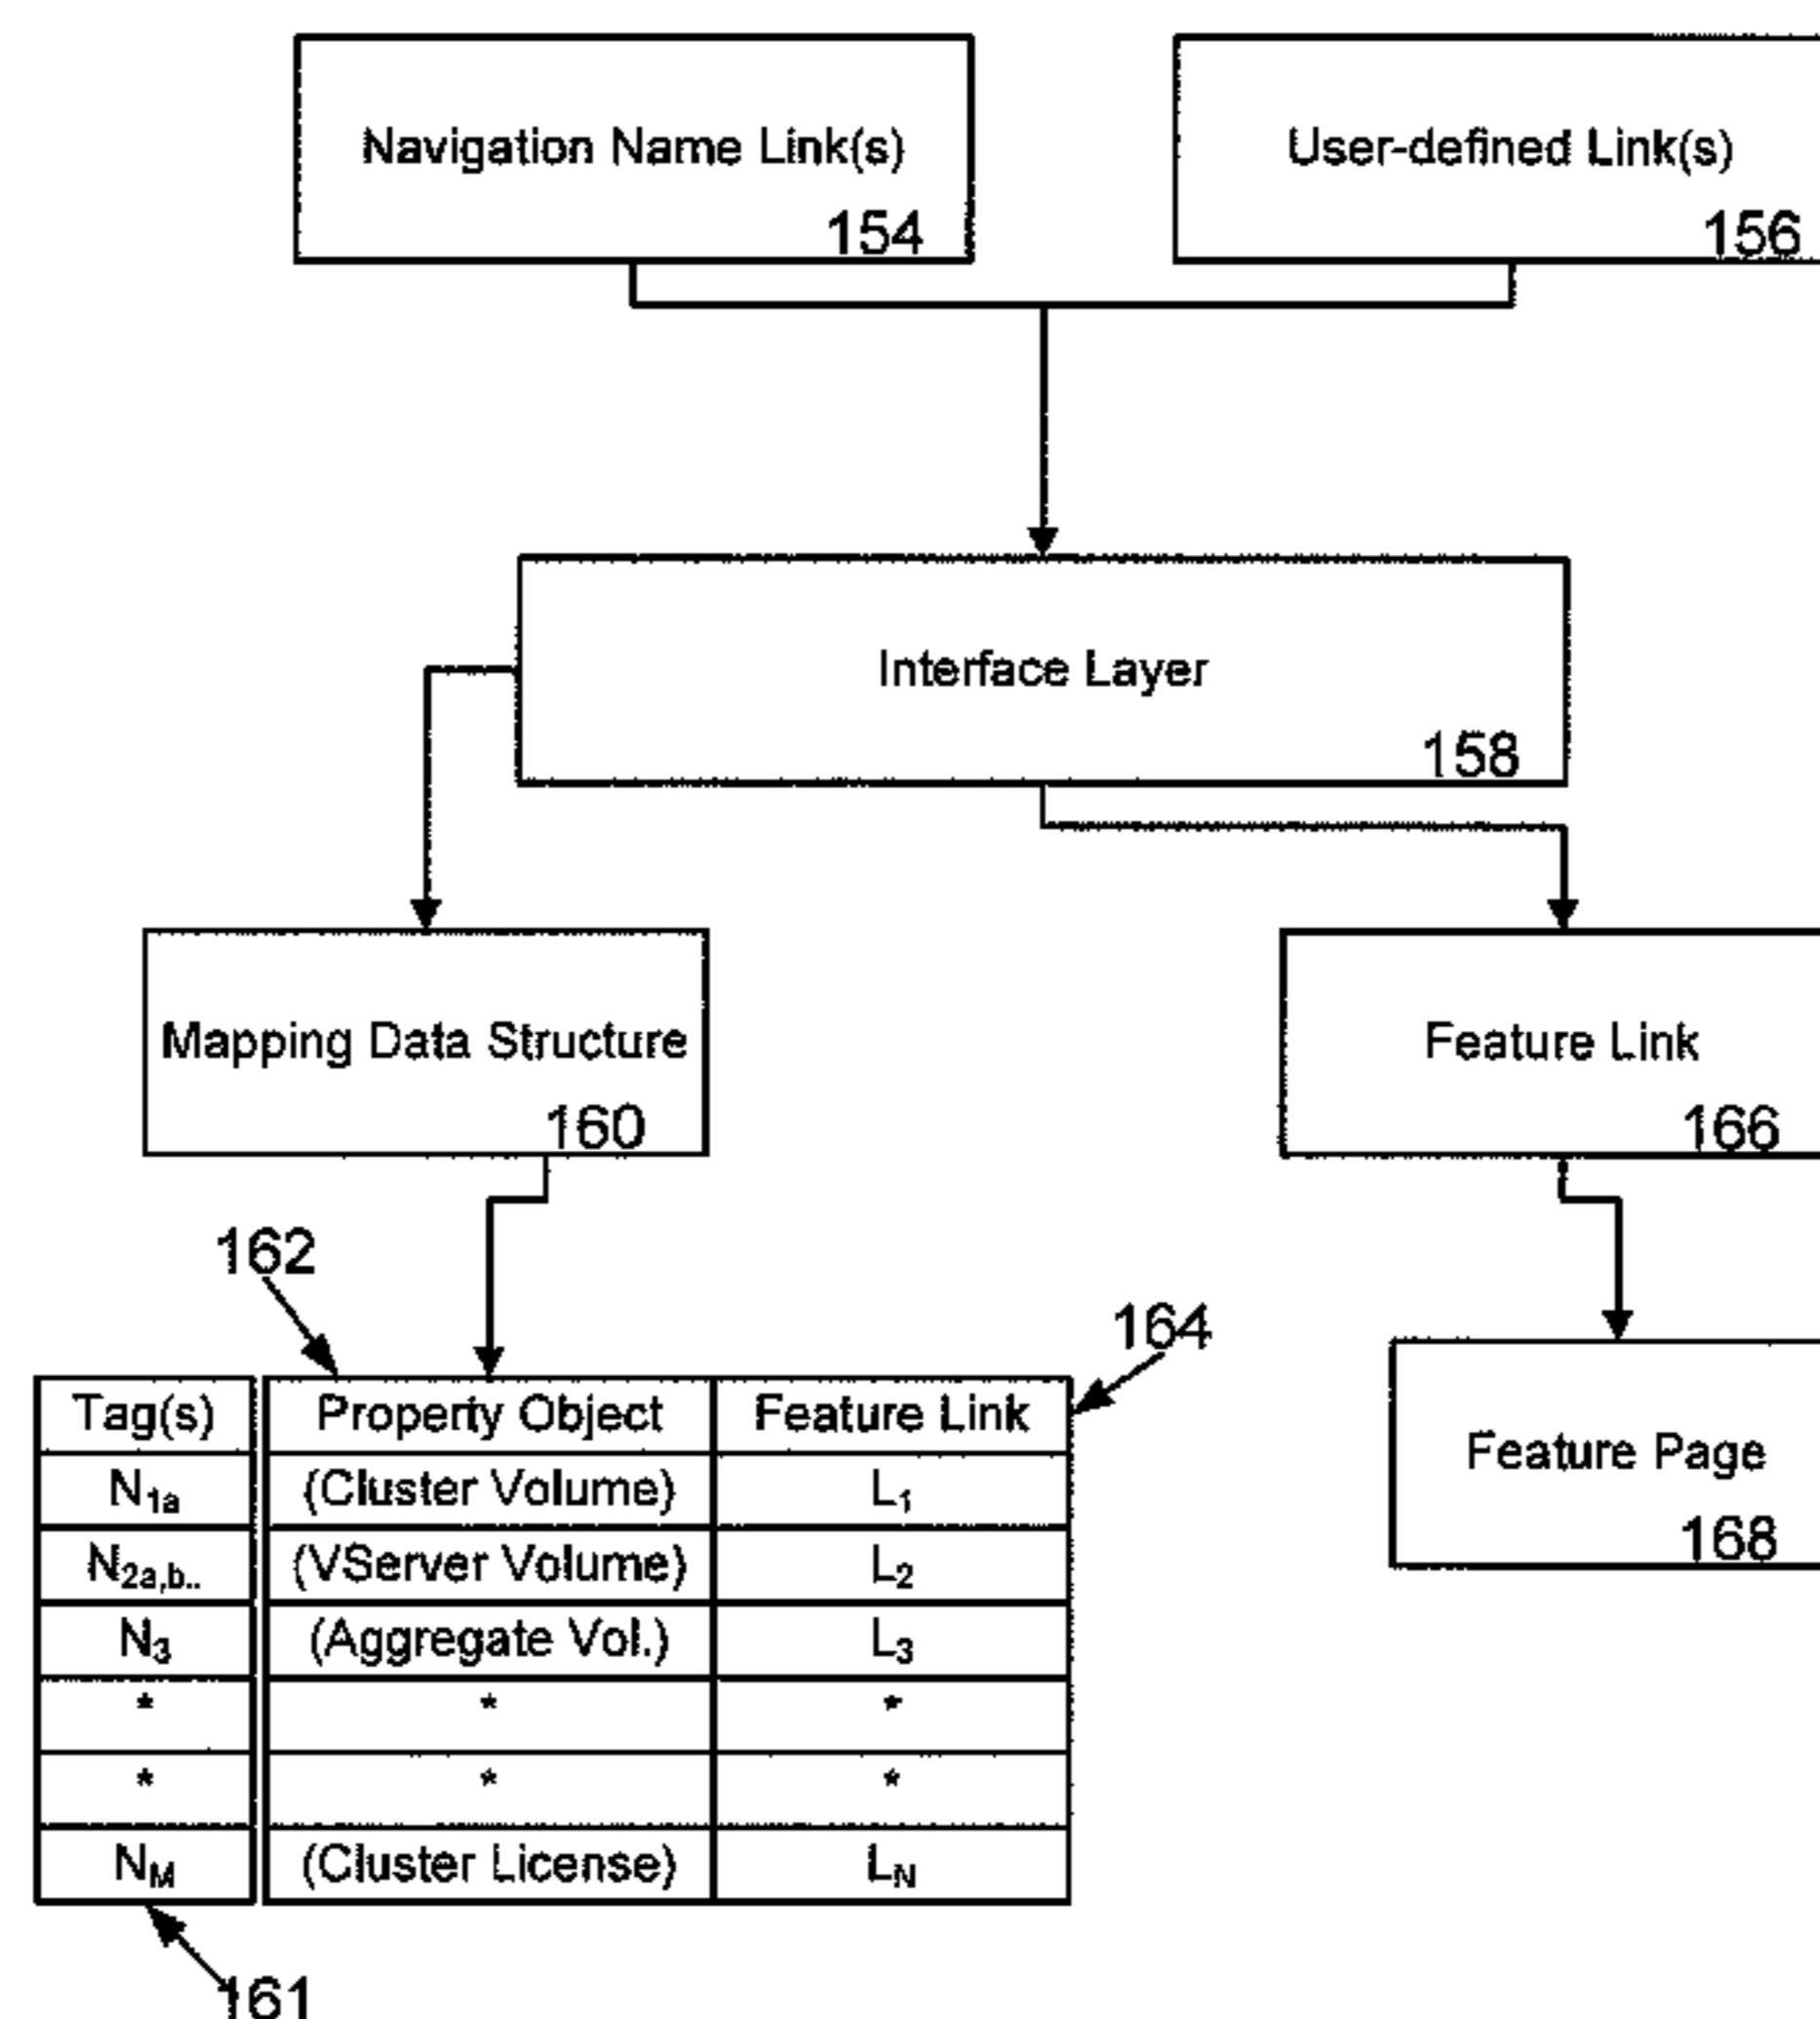 Navigation Name Link(s)
154
User-defined Link(s)
156
Interface Layer
158
Mapping Data Structure
160
Feature Link
166
162
164
Tag(s) Property Object Feature Link
N1a (Cluster Volume) L1
N2a,b.. (VServer Volume) L2
N3 (Aggregate Vol.) L3
* * *
* * *
NM (Cluster License) LN
161
Feature Page
168